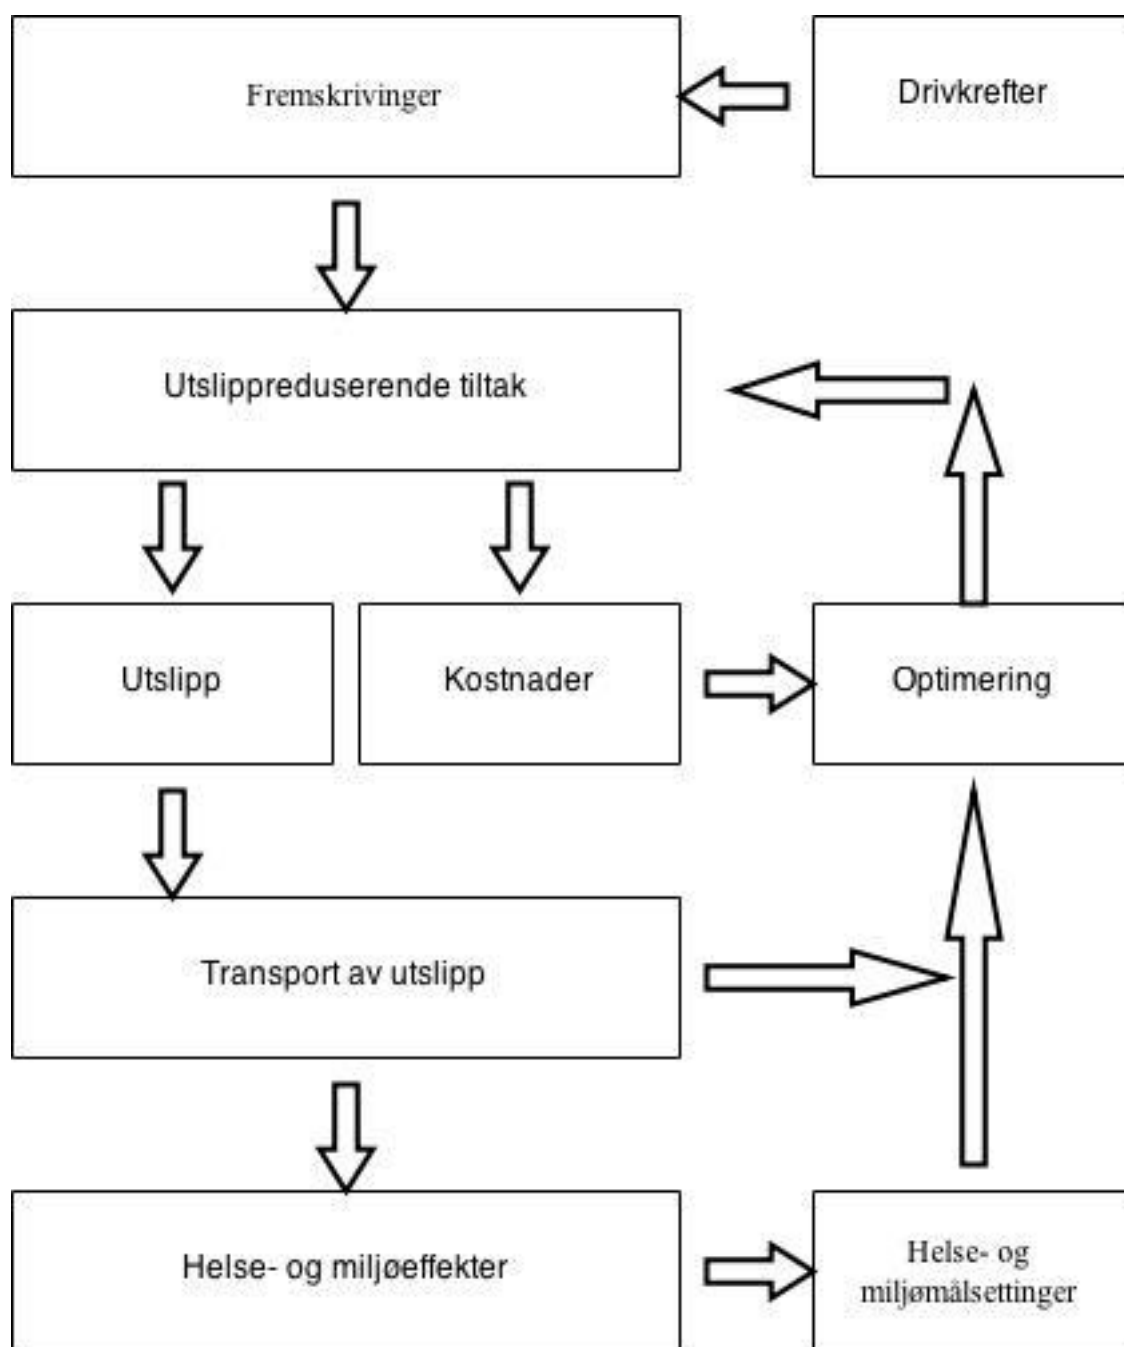 Fremskrivinger
Drivkrefter
Utslippreduserende tiltak
Utslipp
Kostnader
Optimering
Transport av utslipp
Helse- og miljøeffekter
Helse- og
miljømålsettinger